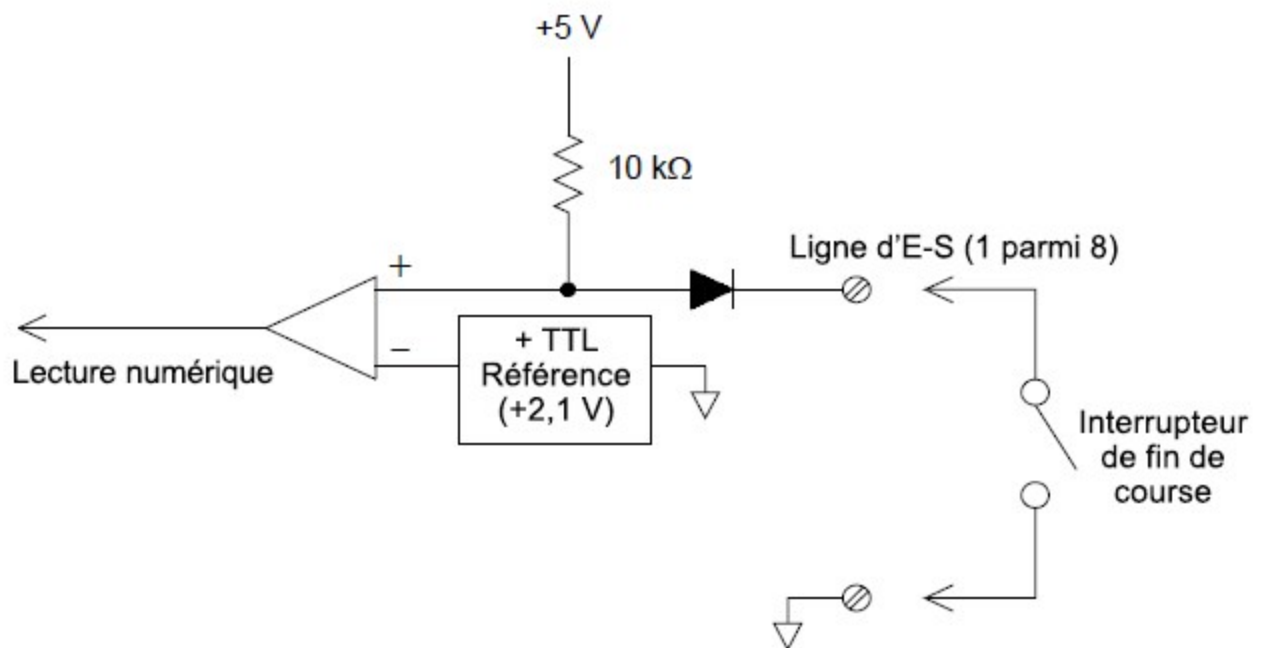 +5 V
10 kΩ
Ligne d'E-S (1 parmi 8)
+
−
+ TTL
Référence
(+2,1 V)
Lecture numérique
Interrupteur
de fin de
course